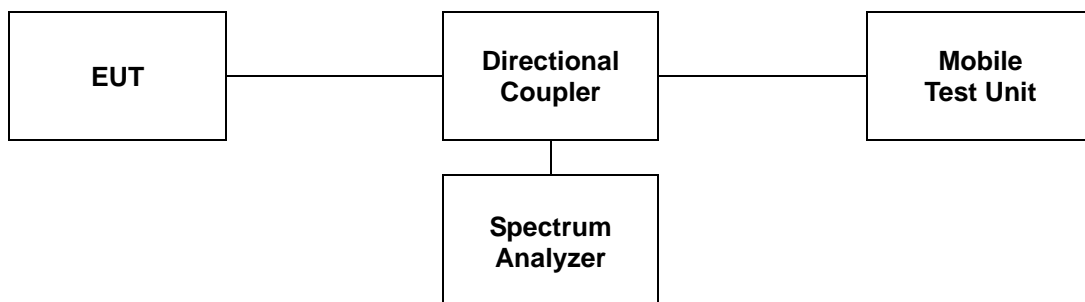 EUT
Directional
Coupler
Mobile
Test Unit
Spectrum
Analyzer